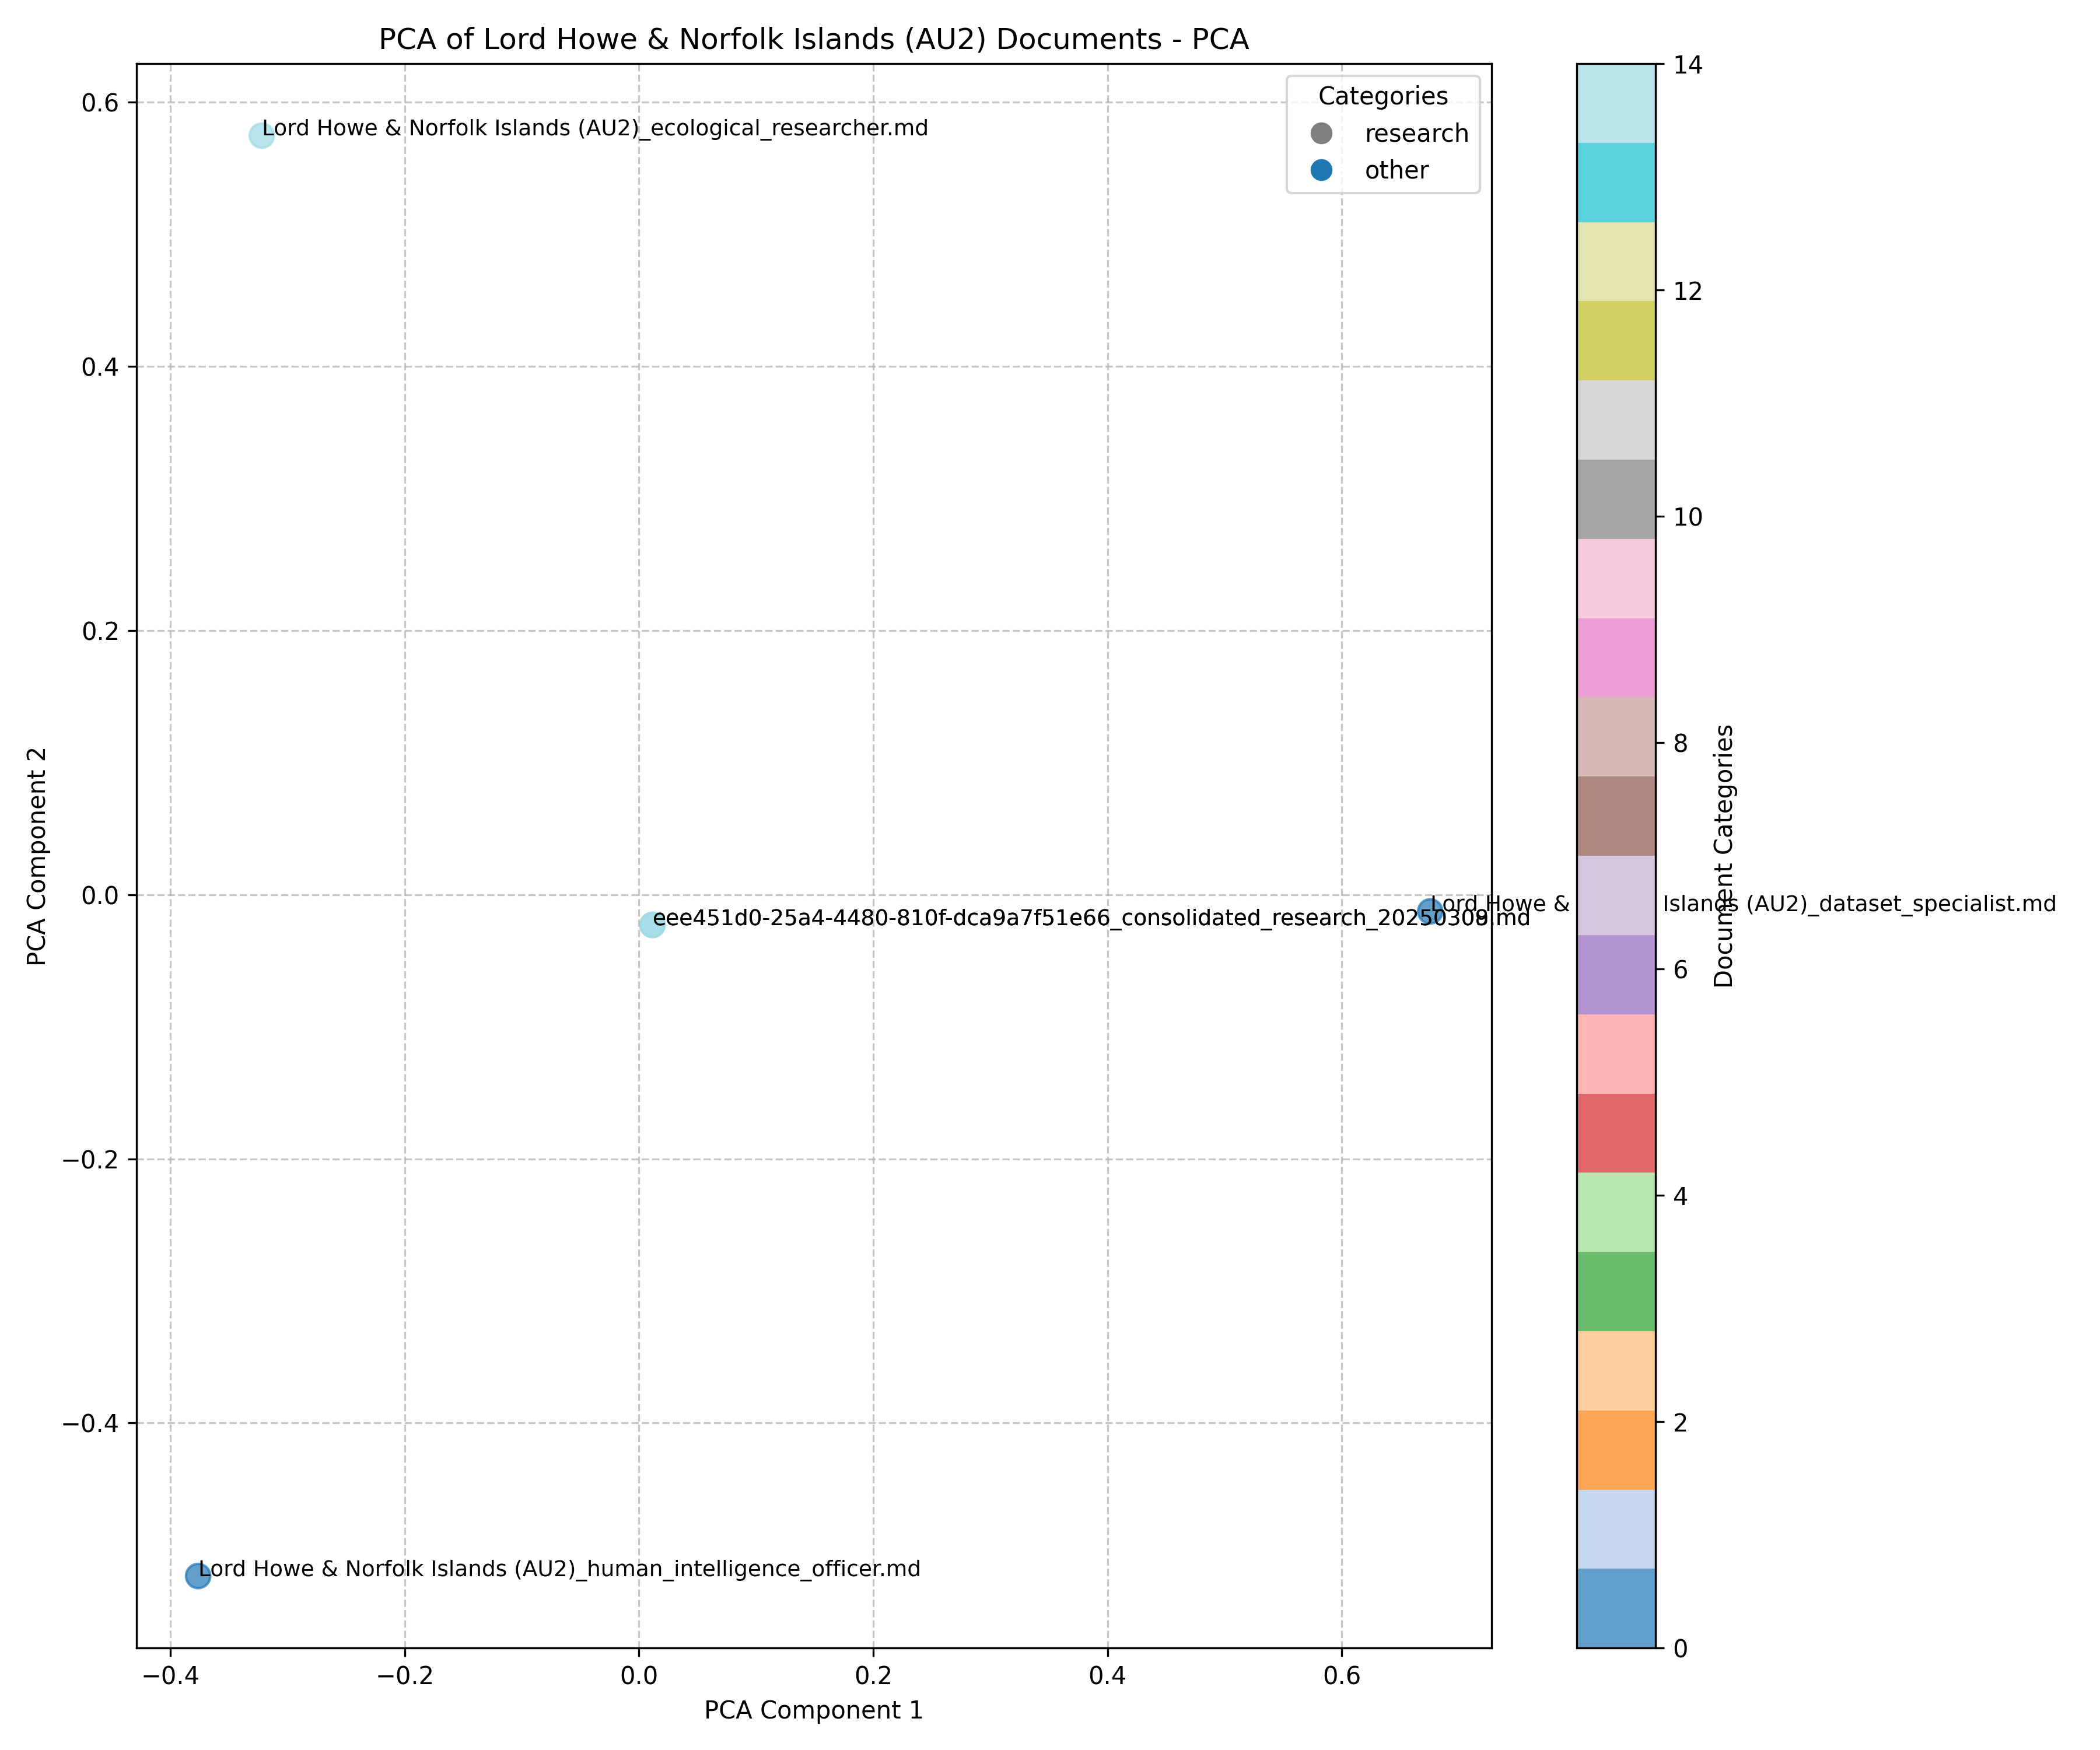 PCA of Lord Howe & Norfolk Islands (AU2) Documents - PCA
Categories
research
other
Lord Howe & Norfolk Islands (AU2)_ecological_researcher.md
eee451d0-25a4-4480-810f-dca9a7f51e66_consolidated_research_20250309.md
Lord Howe & Islands (AU2)_dataset_specialist.md
Lord Howe & Norfolk Islands (AU2)_human_intelligence_officer.md
0.6
0.4
0.2
0.0
−0.2
−0.4
PCA Component 2
−0.4
−0.2
0.0
0.2
0.4
0.6
PCA Component 1
14
12
10
8
6
4
2
0
Document Categories